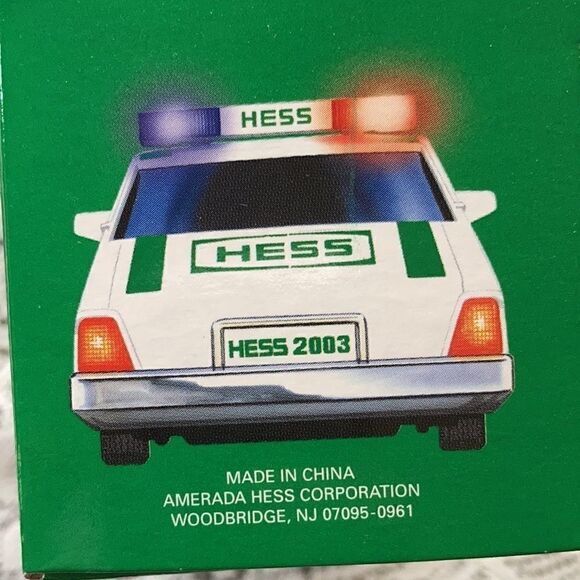 HESS
HESS
HESS 2003
MADE IN CHINA
AMERADA HESS CORPORATION
WOODBRIDGE, NJ 07095-0961